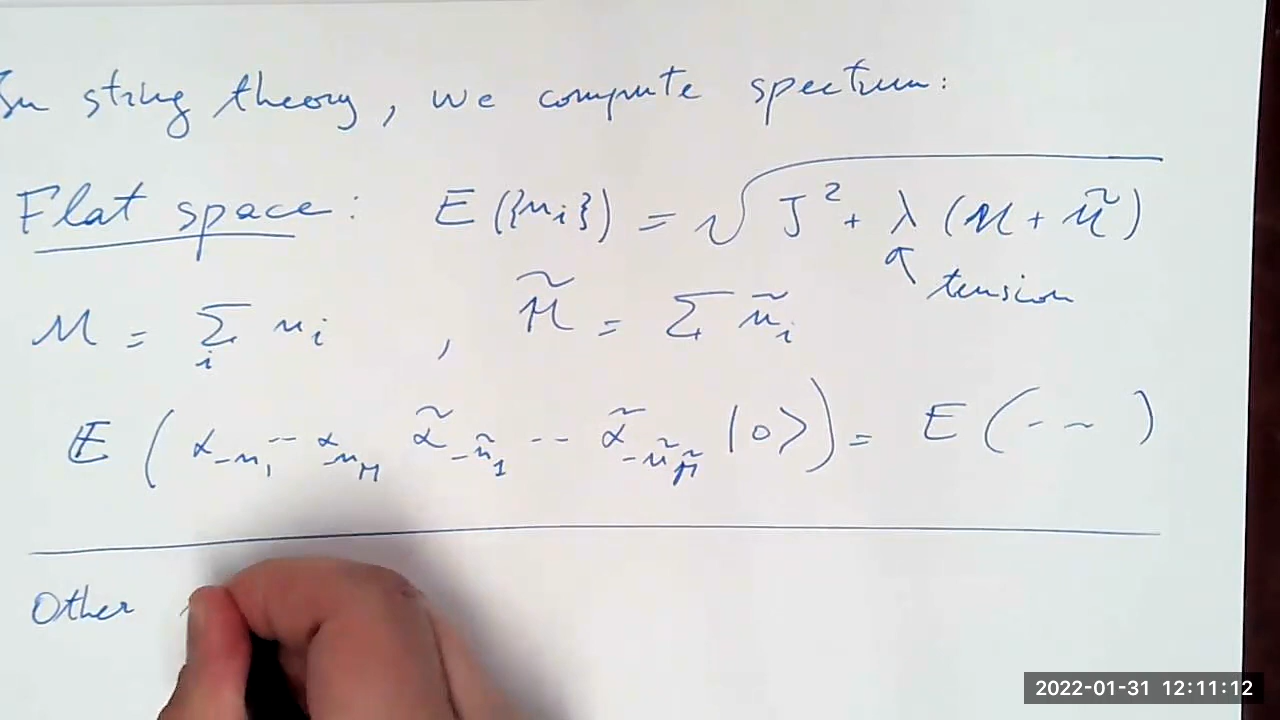 In string theory, we compute spectrum:
Flat space: E({n_i}) = √(J² + λ(N + Ñ))
tension
N = Σ_i n_i , Ñ = Σ ñ_i
E(α_{-n_1} -- α_{-n_M} α̃_{-ñ_1} -- α̃_{-ñ_M̃} |0>) = E(- ~ )
Other
2022-01-31 12:11:12